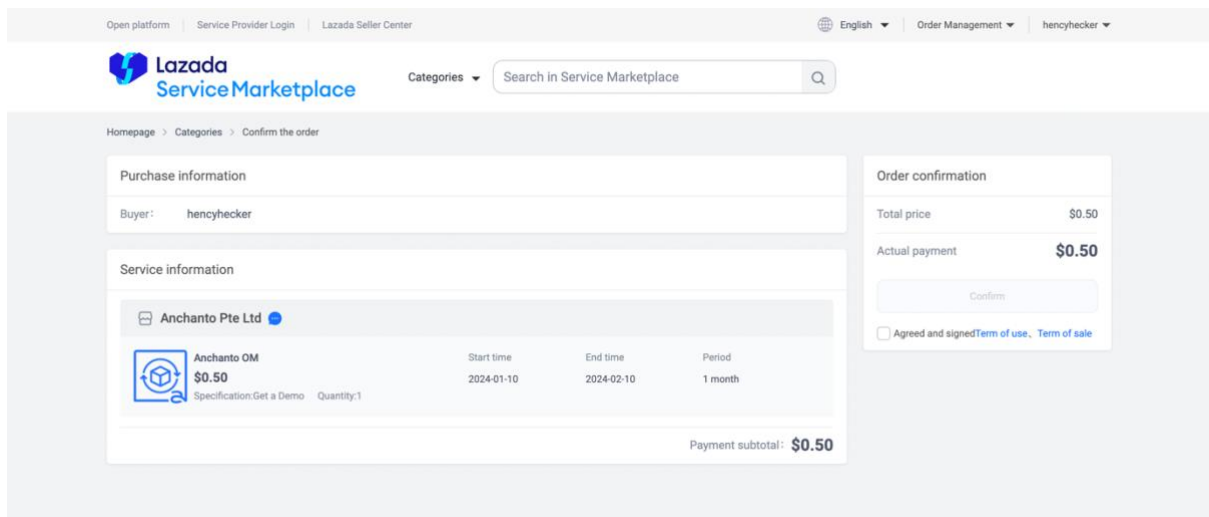 Open platform Service Provider Login Lazada Seller Center English Order Management hencyhecker
Lazada
Service Marketplace
Categories Search in Service Marketplace
Homepage > Categories > Confirm the order
Purchase information
Buyer: hencyhecker
Service information
Anchanto Pte Ltd
Anchanto OM
$0.50
Specification:Get a Demo Quantity:1
Start time End time Period
2024-01-10 2024-02-10 1 month
Payment subtotal: $0.50
Order confirmation
Total price $0.50
Actual payment $0.50
Confirm
Agreed and signedTerm of use、Term of sale